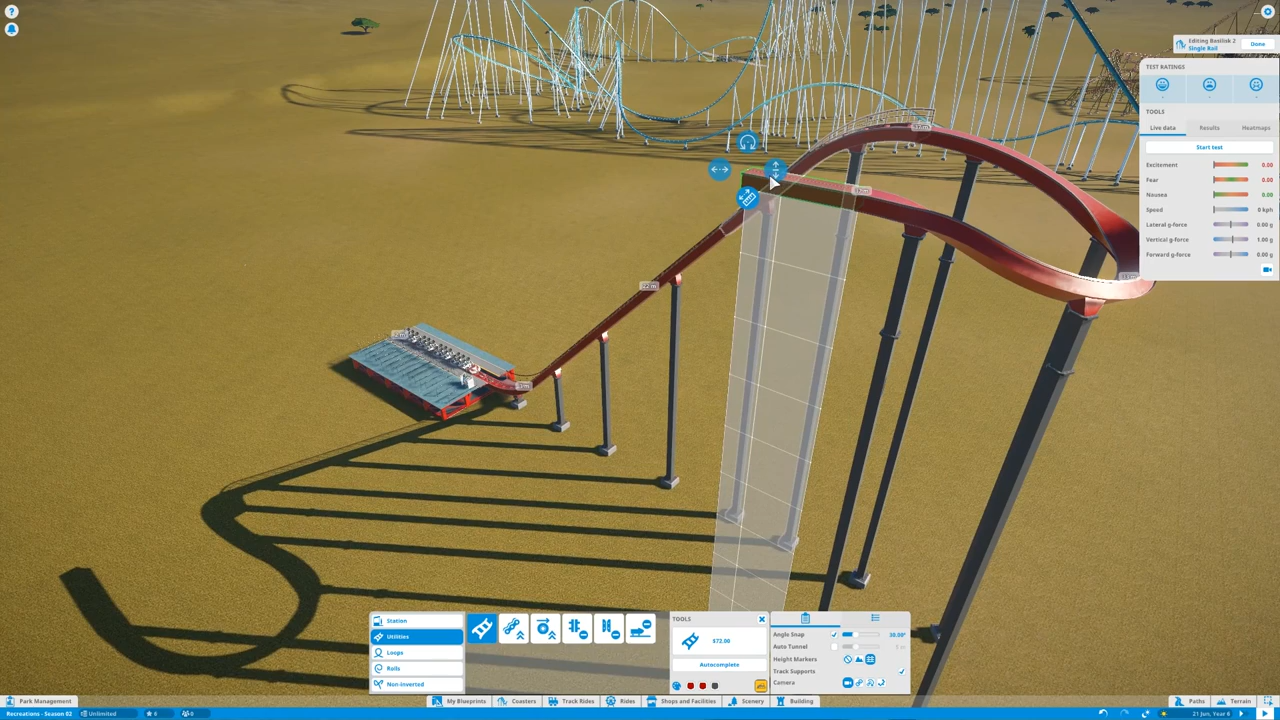 ?
Editing Basilisk 2
Single Rail
Done
TEST RATINGS
- - -
TOOLS
Live data Results Heatmaps
Start test
Excitement 0.00
Fear 0.00
Nausea 0.00
Speed 0 kph
Lateral g-force 0.00 g
Vertical g-force 1.00 g
Forward g-force 0.00 g
22 m
Station
Utilities
Loops
Rolls
Non-inverted
TOOLS
$72.00
Autocomplete
Angle Snap 30.00°
Auto Tunnel
Height Markers
Track Supports
Camera
Park Management
My Blueprints Coasters Track Rides Rides Shops and Facilities Scenery Building
Paths Terrain
Recreations - Season 02 Unlimited 6 0
21 Jun, Year 6